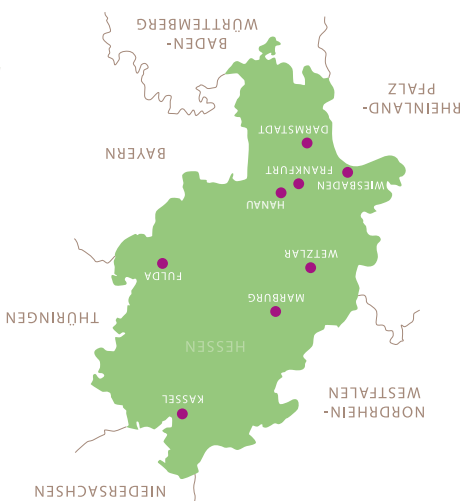 NIEDERSACHSEN
NORDRHEIN-
WESTFALEN
KASSEL
HESSEN
THÜRINGEN
MARBURG
WETZLAR
FULDA
HANAU
WIESBADEN
FRANKFURT
BAYERN
DARMSTADT
RHEINLAND-
PFALZ
BADEN-
WÜRTTEMBERG